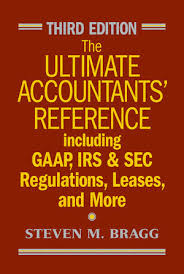 THIRD EDITION
The
ULTIMATE
ACCOUNTANTS'
REFERENCE
including
GAAP, IRS & SEC
Regulations, Leases,
and More
STEVEN M. BRAGG